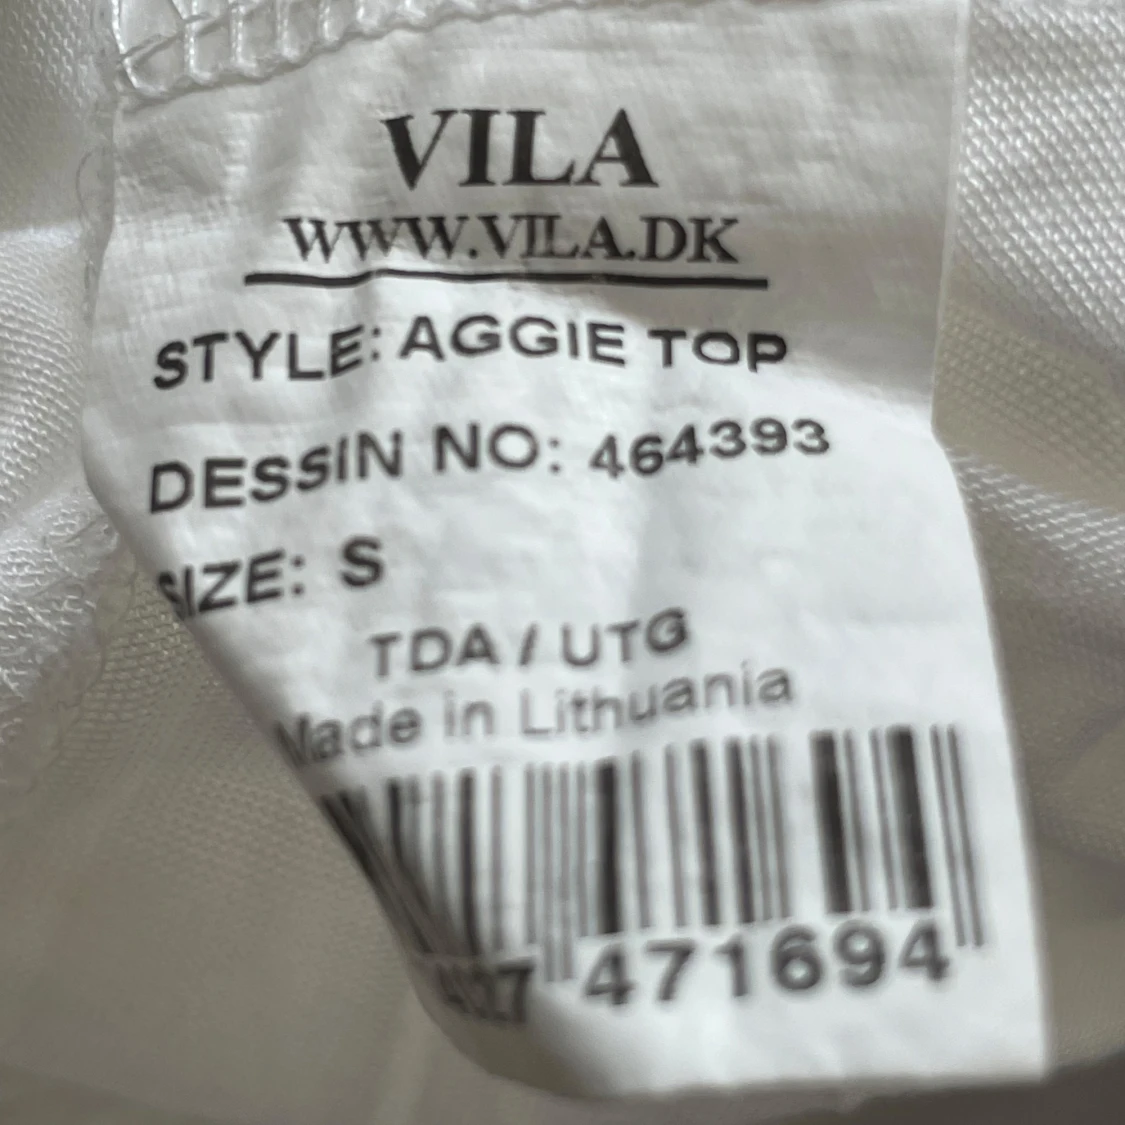 VILA
WWW.VILA.DK
STYLE: AGGIE TOP
DESSIN NO: 464393
SIZE: S
TDA / UTG
Made in Lithuania
471694